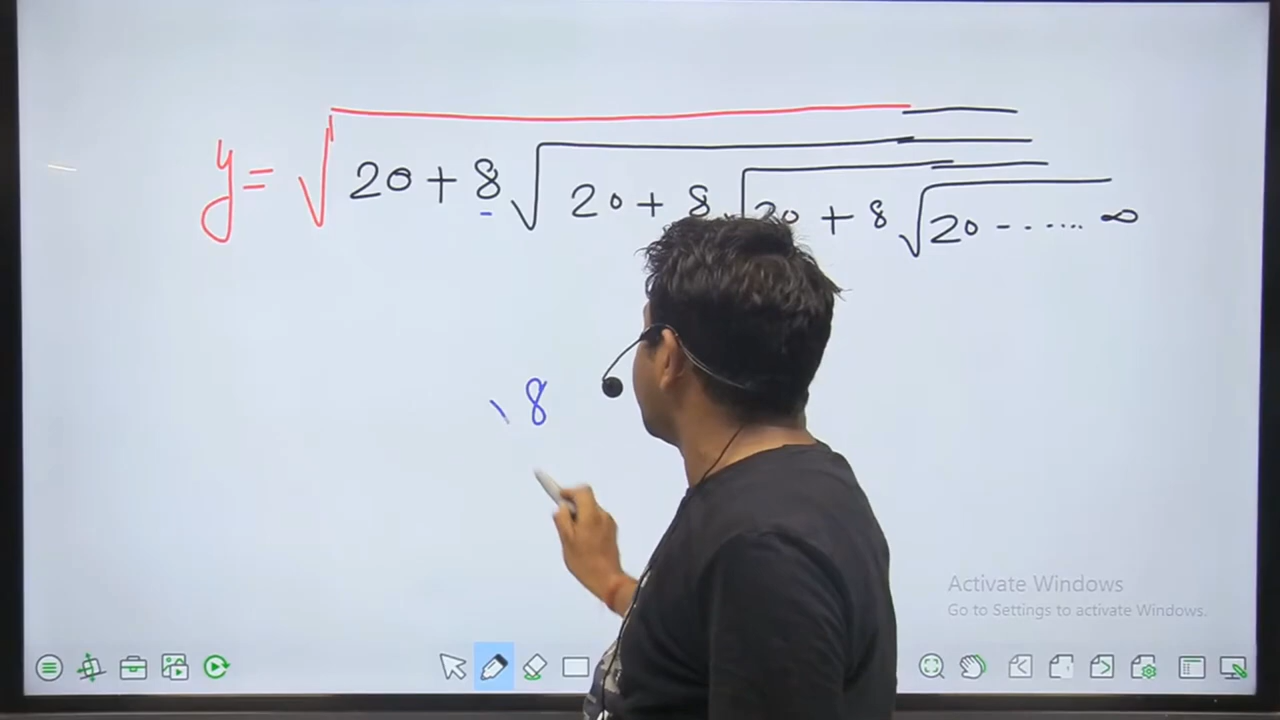 y = √20 + 8√20 + 8√20 + 8√20 ------ ∞
8
Activate Windows
Go to Settings to activate Windows.